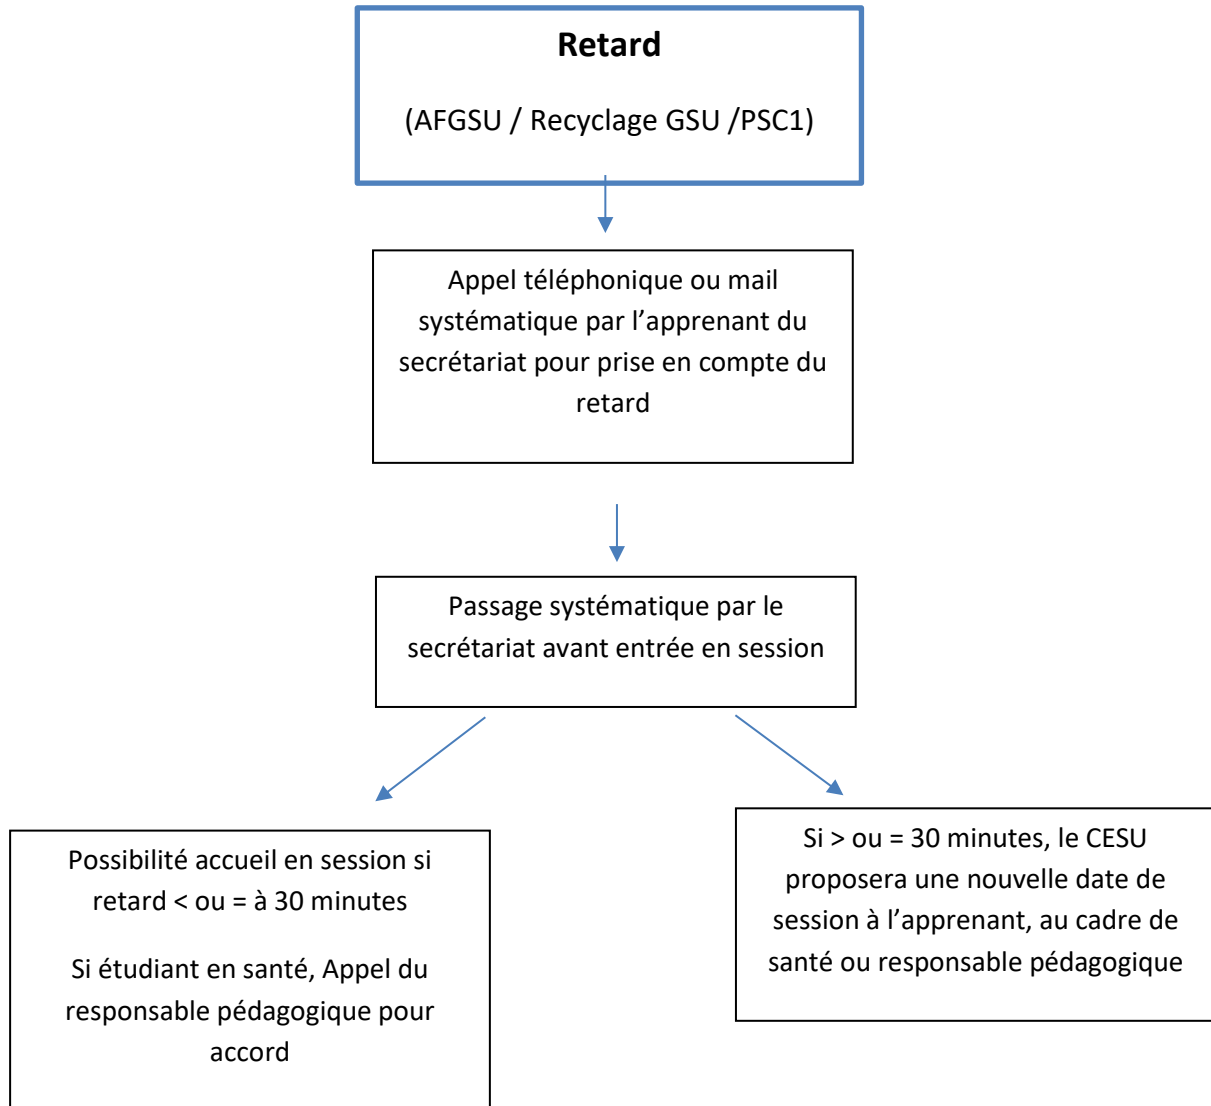 Retard
(AFGSU / Recyclage GSU /PSC1)
Appel téléphonique ou mail
systématique par l’apprenant du
secrétariat pour prise en compte du
retard
Passage systématique par le
secrétariat avant entrée en session
Possibilité accueil en session si
retard < ou = à 30 minutes
Si étudiant en santé, Appel du
responsable pédagogique pour
accord
Si > ou = 30 minutes, le CESU
proposera une nouvelle date de
session à l’apprenant, au cadre de
santé ou responsable pédagogique